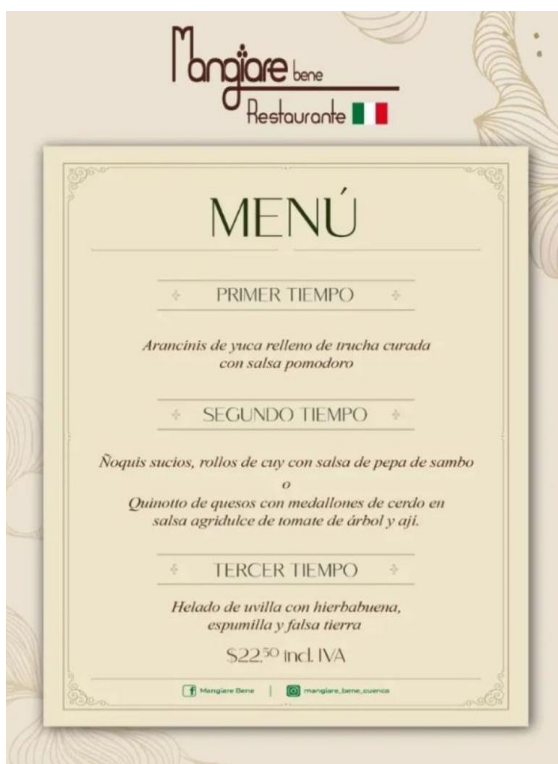 Mangiare bene
Restaurante
MENÚ
PRIMER TIEMPO
Arancinis de yuca relleno de trucha curada
con salsa pomodoro
SEGUNDO TIEMPO
Ñoquis sucios, rollos de cuy con salsa de pepa de sambo
o
Quinotto de quesos con medallones de cerdo en
salsa agridulce de tomate de árbol y ají.
TERCER TIEMPO
Helado de uvilla con hierbabuena,
espumilla y falsa tierra
$22.50 incl. IVA
Mangiare Bene | mangiare_bene_cuenca